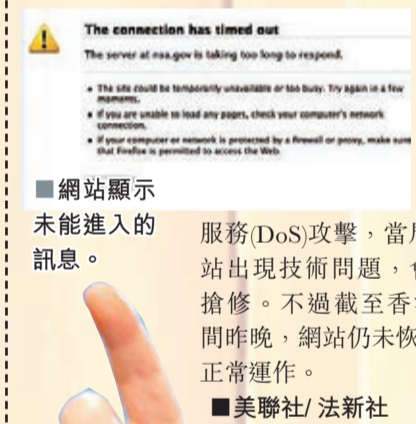 The connection has timed out
The server at nsa.gov is taking too long to respond.
The site could be temporarily unavailable or too busy. Try again in a few
moments.
If you are unable to load any pages, check your computer's network
connection.
If your computer or network is protected by a firewall or proxy, make sure
that Firefox is permitted to access the Web.
■網站顯示
未能進入的
訊息。
服務(DoS)攻擊,當
站出現技術問題,
搶修。不過截至香
間昨晚,網站仍未恢
正常運作。
■美聯社/ 法新社